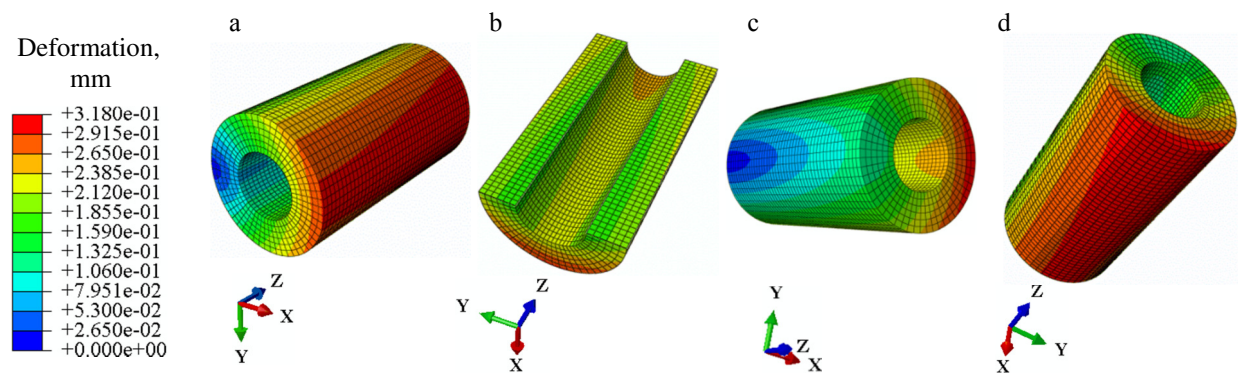 a
b
c
d
Deformation,
mm
+3.180e-01
+2.915e-01
+2.650e-01
+2.385e-01
+2.120e-01
+1.855e-01
+1.590e-01
+1.325e-01
+1.060e-01
+7.951e-02
+5.300e-02
+2.650e-02
+0.000e+00
Z
X
Y
Y
Z
X
Y
Z
X
Z
Y
X